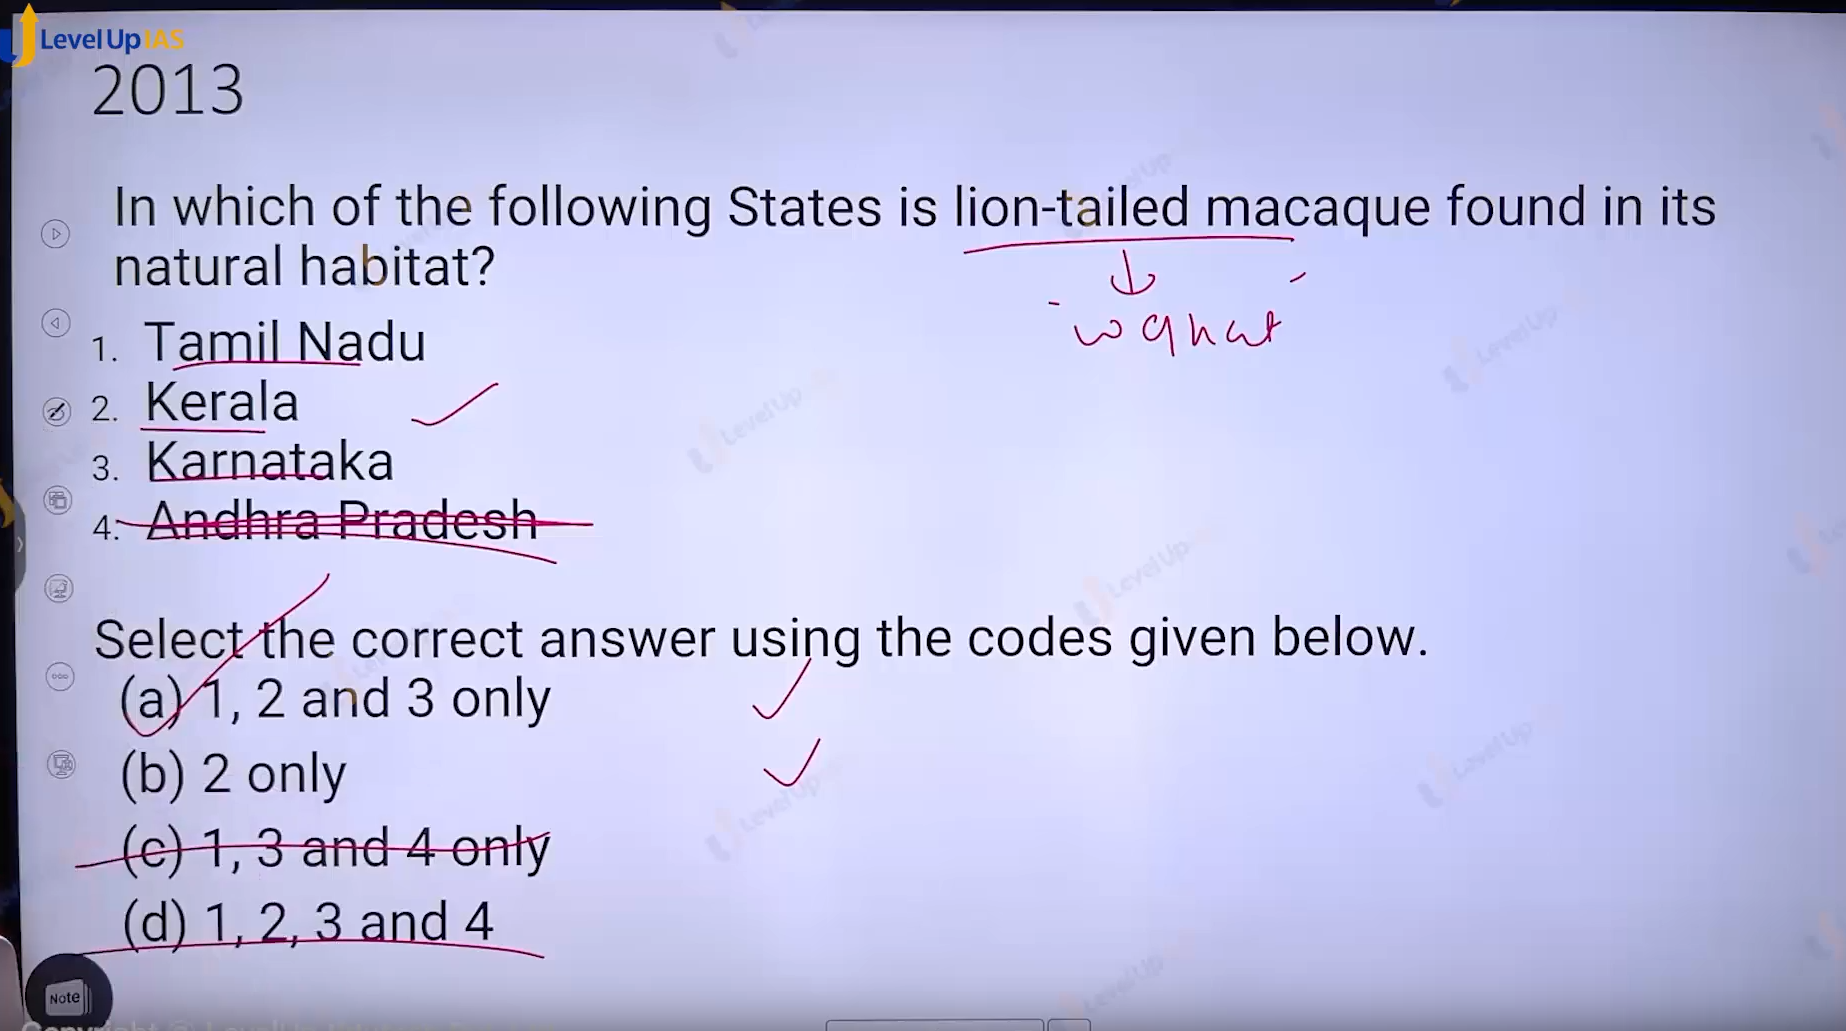 LevelUp IAS
2013
In which of the following States is lion-tailed macaque found in its
natural habitat?
w ghat
1. Tamil Nadu
2. Kerala
3. Karnataka
4. Andhra Pradesh
Select the correct answer using the codes given below.
(a) 1, 2 and 3 only
(b) 2 only
(c) 1, 3 and 4 only
(d) 1, 2, 3 and 4
Note